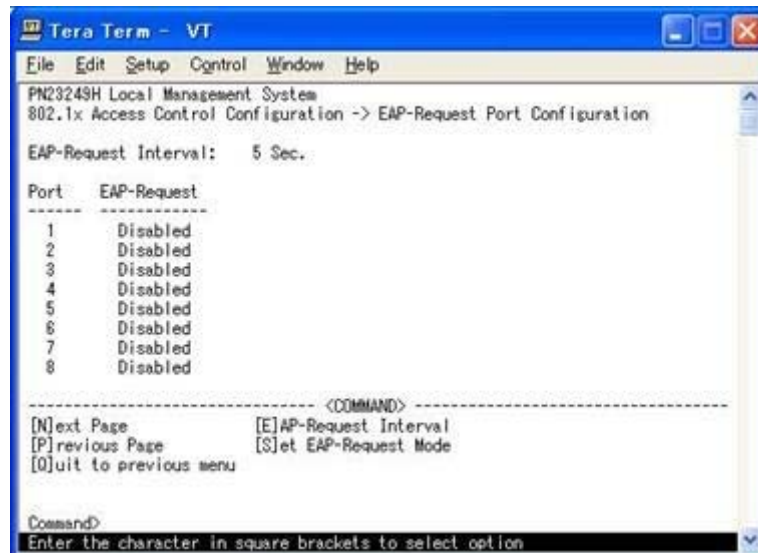 Tera Term - VT
File Edit Setup Control Window Help
PN23249H Local Management System
802.1x Access Control Configuration -> EAP-Request Port Configuration
EAP-Request Interval: 5 Sec.
Port EAP-Request
------ -------------
1 Disabled
2 Disabled
3 Disabled
4 Disabled
5 Disabled
6 Disabled
7 Disabled
8 Disabled
------------------------------ <COMMAND> --------------------------------
[N]ext Page [E]AP-Request Interval
[P]revious Page [S]et EAP-Request Mode
[Q]uit to previous menu
Command>
Enter the character in square brackets to select option